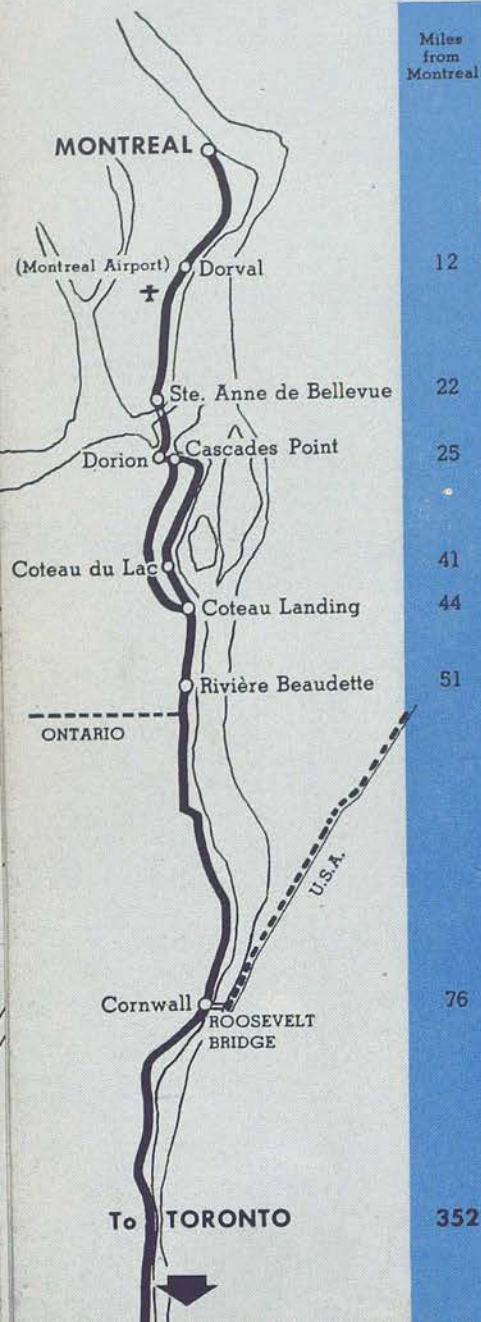 Miles
from
Montreal
MONTREAL
(Montreal Airport) Dorval 12
Ste. Anne de Bellevue 22
Dorion Cascades Point 25
Coteau du Lac 41
Coteau Landing 44
Rivière Beaudette 51
ONTARIO
U.S.A.
Cornwall 76
ROOSEVELT
BRIDGE
To TORONTO 352